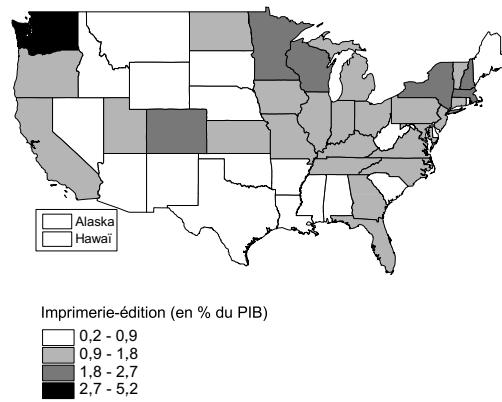 Alaska
Hawaï
Imprimerie-édition (en % du PIB)
0,2 - 0,9
0,9 - 1,8
1,8 - 2,7
2,7 - 5,2